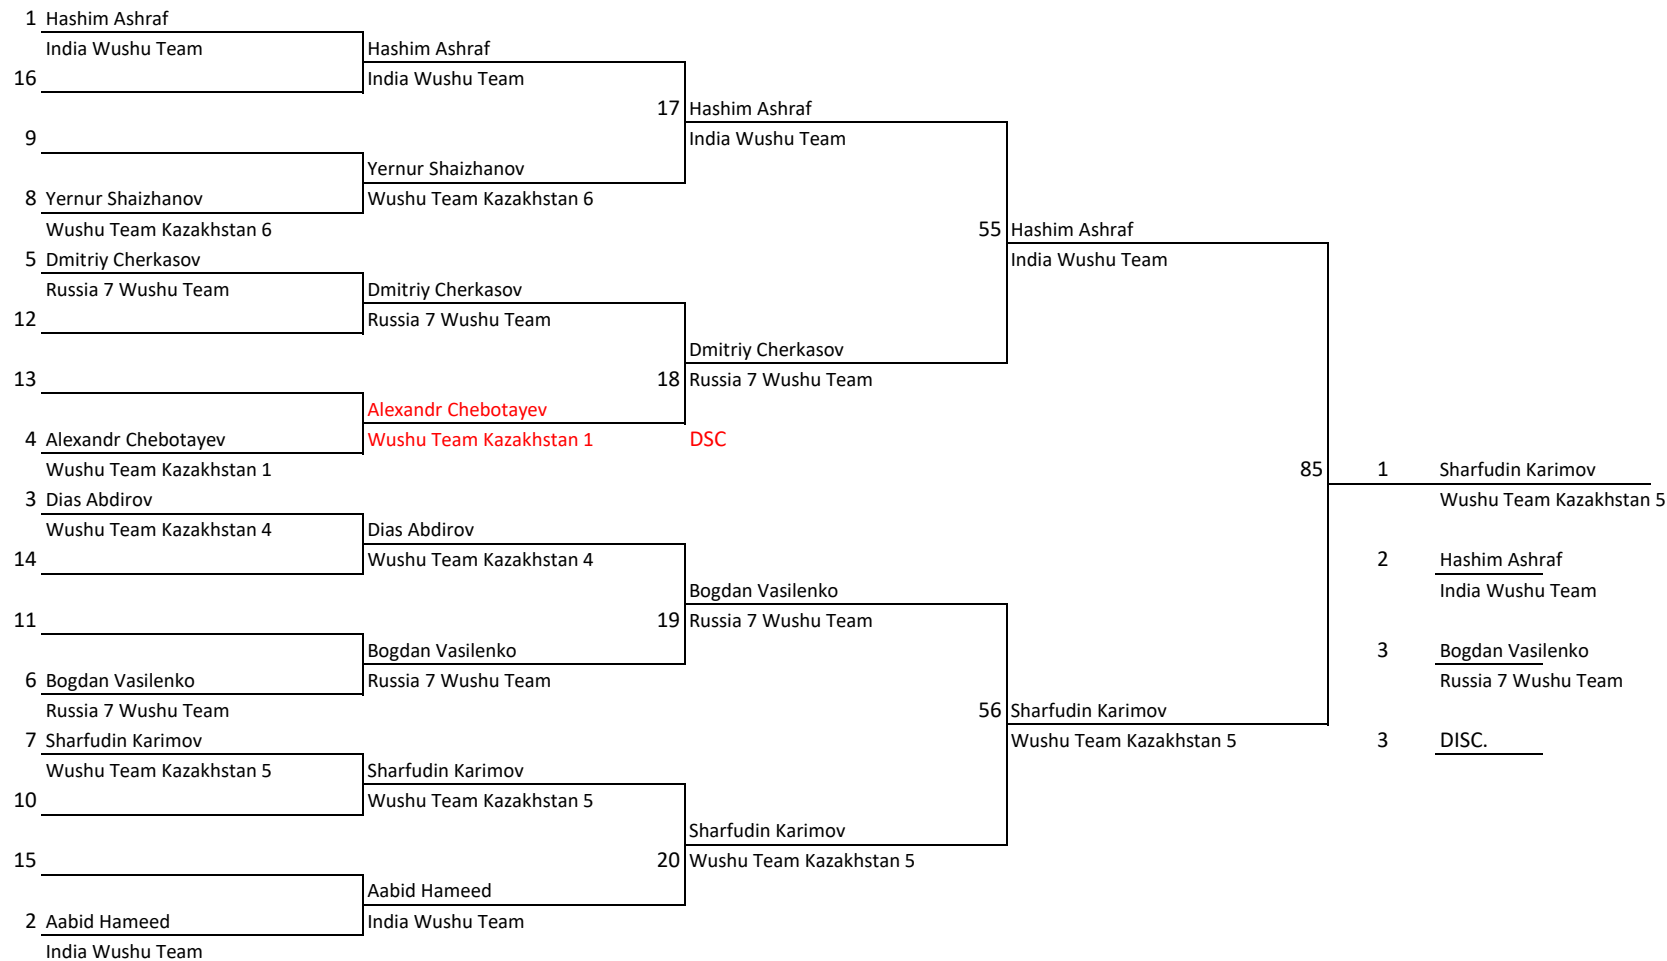 1 Hashim Ashraf
India Wushu Team
Hashim Ashraf
16
India Wushu Team
17 Hashim Ashraf
9
India Wushu Team
Yernur Shaizhanov
8 Yernur Shaizhanov
Wushu Team Kazakhstan 6
Wushu Team Kazakhstan 6
55 Hashim Ashraf
5 Dmitriy Cherkasov
India Wushu Team
Russia 7 Wushu Team
Dmitriy Cherkasov
12
Russia 7 Wushu Team
Dmitriy Cherkasov
13
18 Russia 7 Wushu Team
Alexandr Chebotayev
4 Alexandr Chebotayev
Wushu Team Kazakhstan 1
DSC
Wushu Team Kazakhstan 1
85
1 Sharfudin Karimov
3 Dias Abdirov
Wushu Team Kazakhstan 5
Wushu Team Kazakhstan 4
Dias Abdirov
14
Wushu Team Kazakhstan 4
2 Hashim Ashraf
Bogdan Vasilenko
India Wushu Team
11
19 Russia 7 Wushu Team
Bogdan Vasilenko
3 Bogdan Vasilenko
6 Bogdan Vasilenko
Russia 7 Wushu Team
Russia 7 Wushu Team
Russia 7 Wushu Team
56 Sharfudin Karimov
7 Sharfudin Karimov
Wushu Team Kazakhstan 5
3 DISC.
Wushu Team Kazakhstan 5
Sharfudin Karimov
10
Wushu Team Kazakhstan 5
Sharfudin Karimov
15
20 Wushu Team Kazakhstan 5
Aabid Hameed
2 Aabid Hameed
India Wushu Team
India Wushu Team